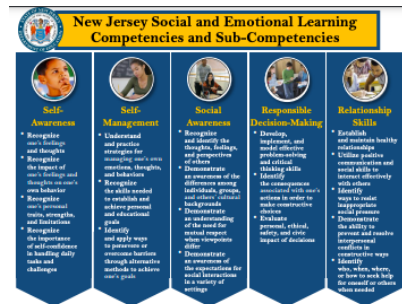 New Jersey Social and Emotional Learning
Competencies and Sub-Competencies
Self-
Awareness
• Recognize
one's feelings
and thoughts
• Recognize
the impact of
one's feelings and
thoughts on one's
own behavior
• Recognize
one's personal
traits, strengths,
and limitations
• Recognize
the importance
of self-confidence
in handling daily
tasks and
challenges
Self-
Management
• Understand
and practice
strategies for
managing one's own
emotions, thoughts,
and behaviors
• Recognize
the skills needed
to establish and
achieve personal
and educational
goals
• Identify
and apply ways
to persevere or
overcome barriers
through alternative
methods to achieve
one's goals
Social
Awareness
• Recognize
and identify the
thoughts, feelings,
and perspectives
of others
• Demonstrate
an awareness of the
differences among
individuals, groups,
and others' cultural
backgrounds
• Demonstrate
an understanding
of the need for
mutual respect
when viewpoints
differ
• Demonstrate
an awareness of
the expectations for
social interactions
in a variety of
settings
Responsible
Decision-Making
• Develop,
implement, and
model effective
problem-solving
and critical
thinking skills
• Identify
the consequences
associated with one's
actions in order to
make constructive
choices
• Evaluate
personal, ethical,
safety, and civic
impact of decisions
Relationship
Skills
• Establish
and maintain healthy
relationships
• Utilize positive
communication and
social skills to
interact effectively
with others
• Identify
ways to resist
inappropriate
social pressure
• Demonstrate
the ability to
prevent and resolve
interpersonal
conflicts in
constructive ways
• Identify
who, when, where,
or how to seek help
for oneself or others
when needed